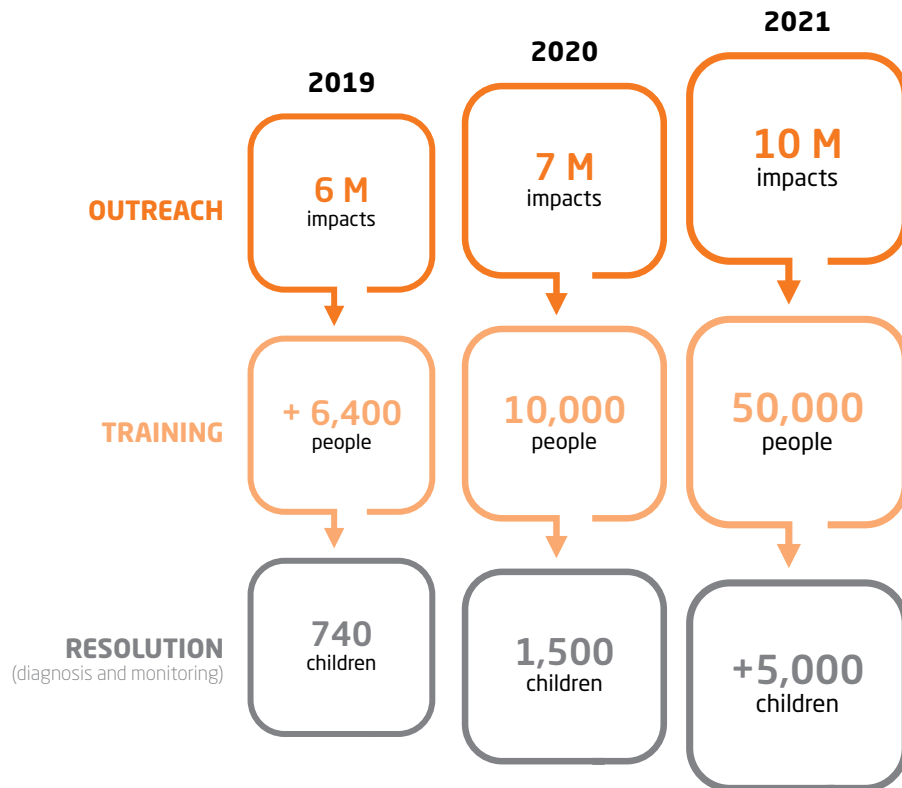 2019
2020
2021
OUTREACH
6 M
impacts
7 M
impacts
10 M
impacts
TRAINING
+ 6,400
people
10,000
people
50,000
people
RESOLUTION
(diagnosis and monitoring)
740
children
1,500
children
+5,000
children